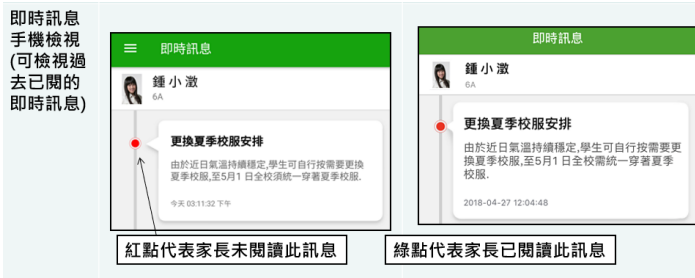 即時訊息
手機檢視
(可檢視過
去已閱的
即時訊息)
即時訊息
鍾小澂
6A
更換夏季校服安排
由於近日氣溫持續穩定,學生可自行按需要更換
夏季校服,至5月1 日全校須統一穿著夏季校服.
今天 03:11:32 下午
紅點代表家長未閱讀此訊息
即時訊息
鍾小澂
6A
更換夏季校服安排
由於近日氣溫持續穩定,學生可自行按需要更
換夏季校服,至5月1 日全校需統一穿著夏季
校服.
2018-04-27 12:04:48
綠點代表家長已閱讀此訊息